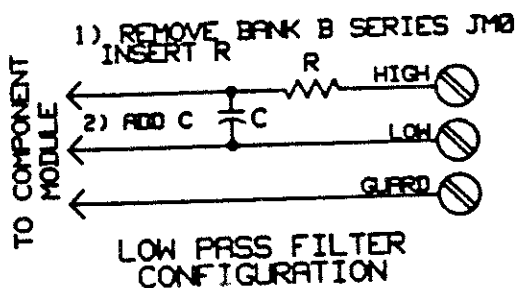 1) REMOVE BANK B SERIES JM0
INSERT R
R
HIGH
2) ADD C
C
LOW
GUARD
TO COMPONENT
MODULE
LOW PASS FILTER
CONFIGURATION